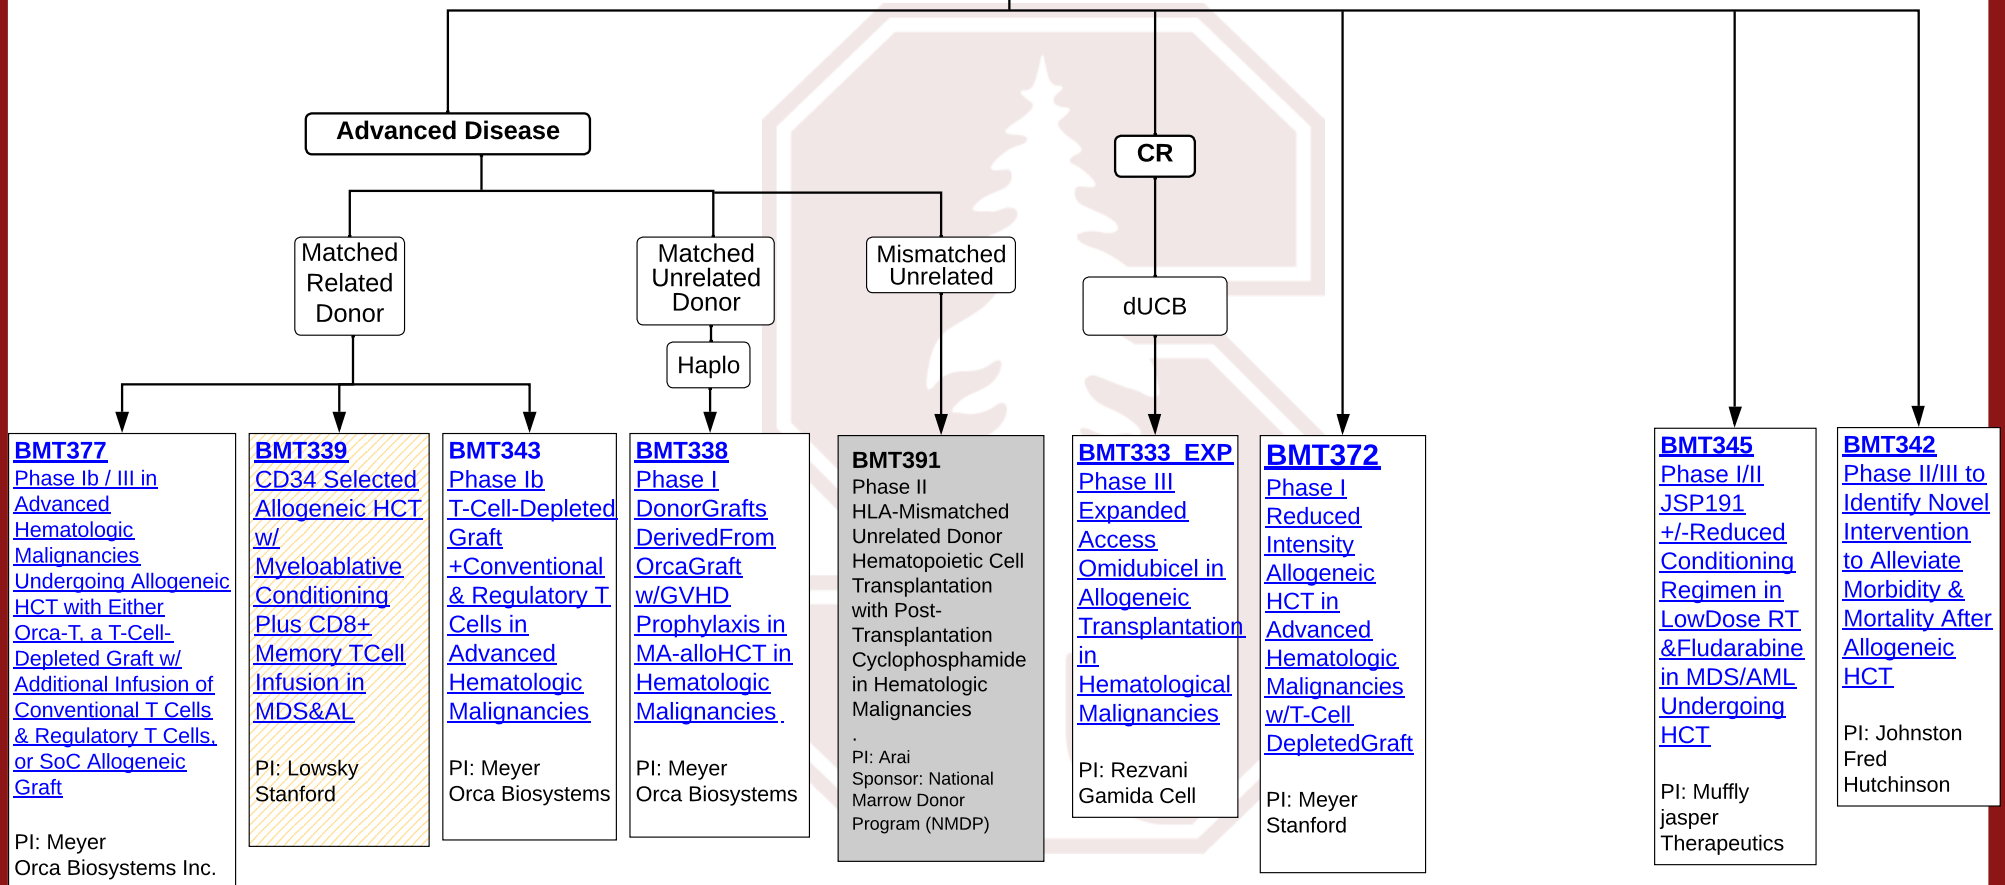 Advanced Disease
CR
Matched
Related
Donor
Matched
Unrelated
Donor
Mismatched
Unrelated
dUCB
Haplo
BMT377
Phase Ib / III in
Advanced
Hematologic
Malignancies
Undergoing Allogeneic
HCT with Either
Orca-T, a T-Cell-
Depleted Graft w/
Additional Infusion of
Conventional T Cells
& Regulatory T Cells,
or SoC Allogeneic
Graft
PI: Meyer
Orca Biosystems Inc.
BMT339
CD34 Selected
Allogeneic HCT
w/
Myeloablative
Conditioning
Plus CD8+
Memory TCell
Infusion in
MDS&AL
PI: Lowsky
Stanford
BMT343
Phase Ib
T-Cell-Depleted
Graft
+Conventional
& Regulatory T
Cells in
Advanced
Hematologic
Malignancies
PI: Meyer
Orca Biosystems
BMT338
Phase I
DonorGrafts
DerivedFrom
OrcaGraft
w/GVHD
Prophylaxis in
MA-alloHCT in
Hematologic
Malignancies .
PI: Meyer
Orca Biosystems
BMT391
Phase II
HLA-Mismatched
Unrelated Donor
Hematopoietic Cell
Transplantation
with Post-
Transplantation
Cyclophosphamide
in Hematologic
Malignancies
.
PI: Arai
Sponsor: National
Marrow Donor
Program (NMDP)
BMT333_EXP
Phase III
Expanded
Access
Omidubicel in
Allogeneic
Transplantation
in
Hematological
Malignancies
PI: Rezvani
Gamida Cell
BMT372
Phase I
Reduced
Intensity
Allogeneic
HCT in
Advanced
Hematologic
Malignancies
w/T-Cell
DepletedGraft
PI: Meyer
Stanford
BMT345
Phase I/II
JSP191
+/-Reduced
Conditioning
Regimen in
LowDose RT
&Fludarabine
in MDS/AML
Undergoing
HCT
PI: Muffly
jasper
Therapeutics
BMT342
Phase II/III to
Identify Novel
Intervention
to Alleviate
Morbidity &
Mortality After
Allogeneic
HCT
PI: Johnston
Fred
Hutchinson